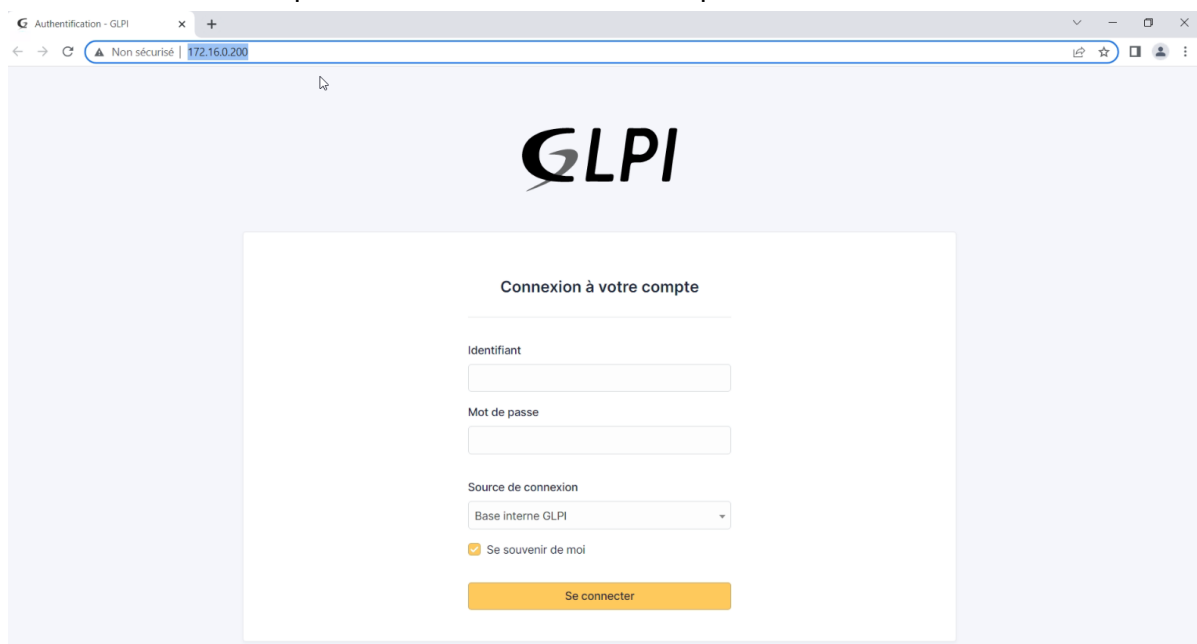 Authentification - GLPI
Non sécurisé | 172.16.0.200
GLPI
Connexion à votre compte
Identifiant
Mot de passe
Source de connexion
Base interne GLPI
Se souvenir de moi
Se connecter